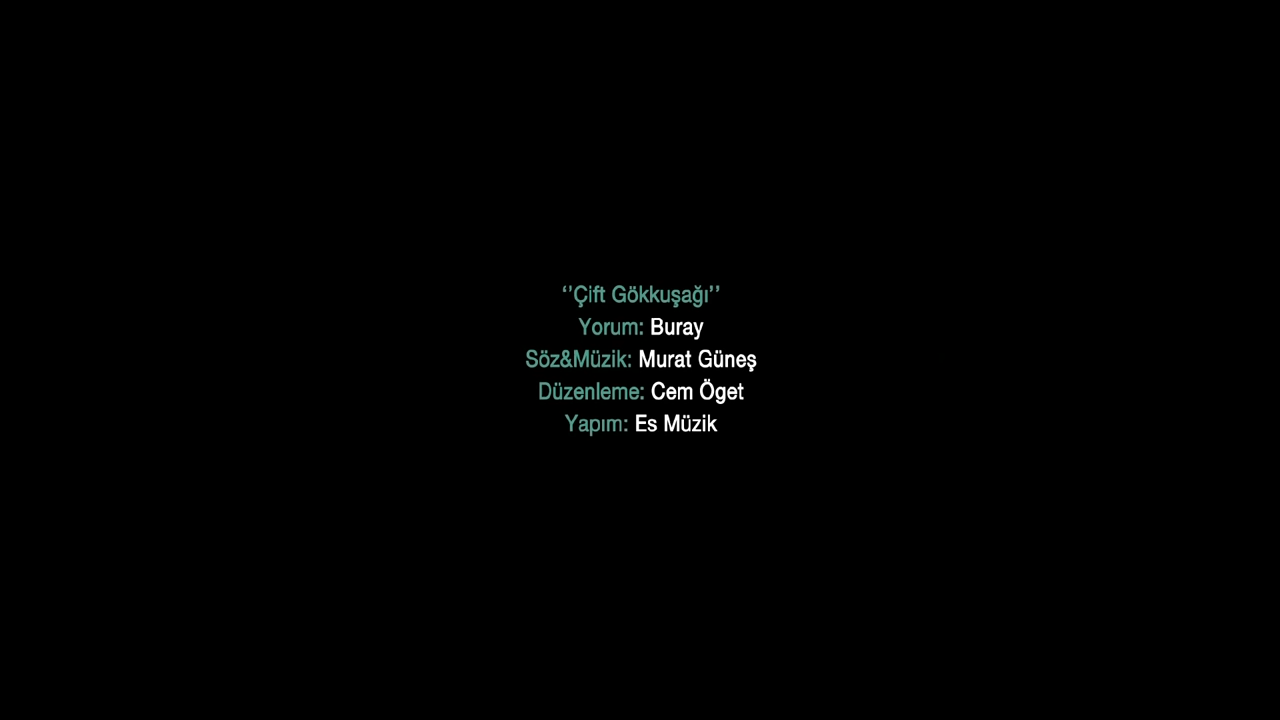 ‘’Çift Gökkuşağı’’
Yorum: Buray
Söz&Müzik: Murat Güneş
Düzenleme: Cem Öget
Yapım: Es Müzik